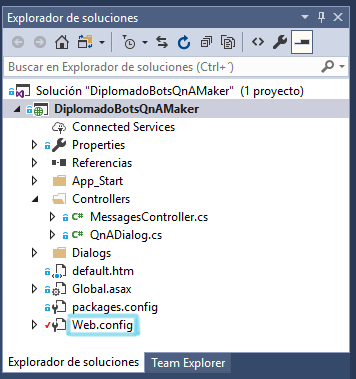 Explorador de soluciones
Buscar en Explorador de soluciones (Ctrl+´)
Solución "DiplomadoBotsQnAMaker" (1 proyecto)
DiplomadoBotsQnAMaker
Connected Services
Properties
Referencias
App_Start
Controllers
C# MessagesController.cs
C# QnADialog.cs
Dialogs
default.htm
Global.asax
packages.config
Web.config
Explorador de soluciones Team Explorer